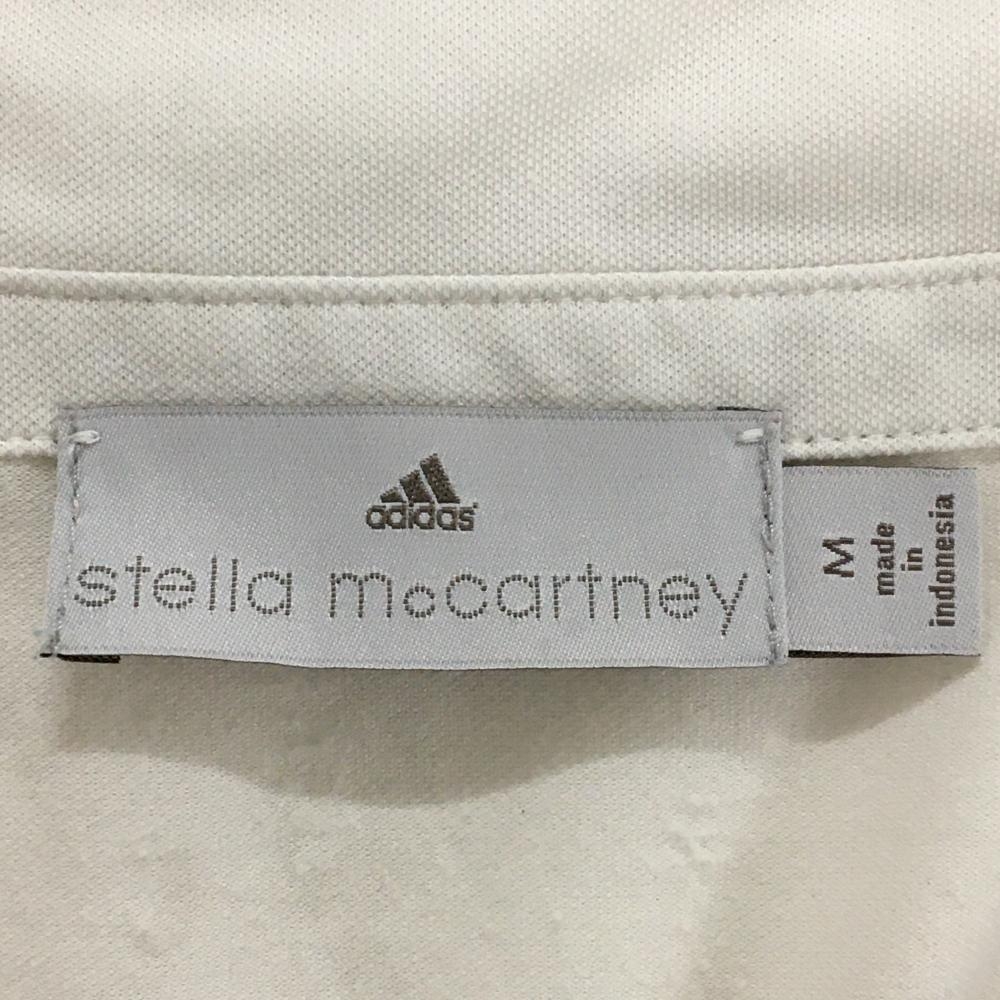 adidas
stella mccartney
M
made
in
indonesia